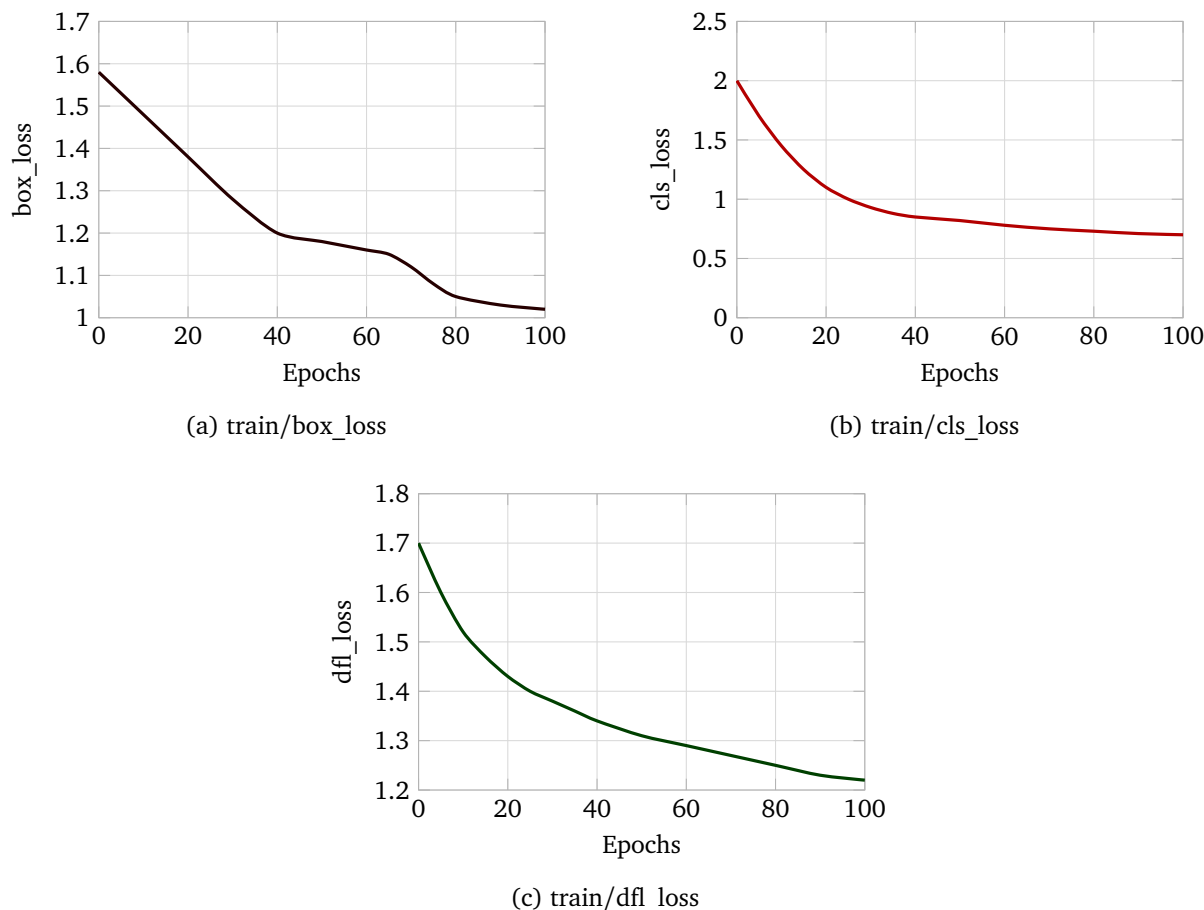 1.7
1.6
1.5
1.4
1.3
1.2
1.1
1
box_loss
0 20 40 60 80 100
Epochs
(a) train/box_loss
2.5
2
1.5
1
0.5
0
cls_loss
0 20 40 60 80 100
Epochs
(b) train/cls_loss
1.8
1.7
1.6
1.5
1.4
1.3
1.2
dfl_loss
0 20 40 60 80 100
Epochs
(c) train/dfl loss